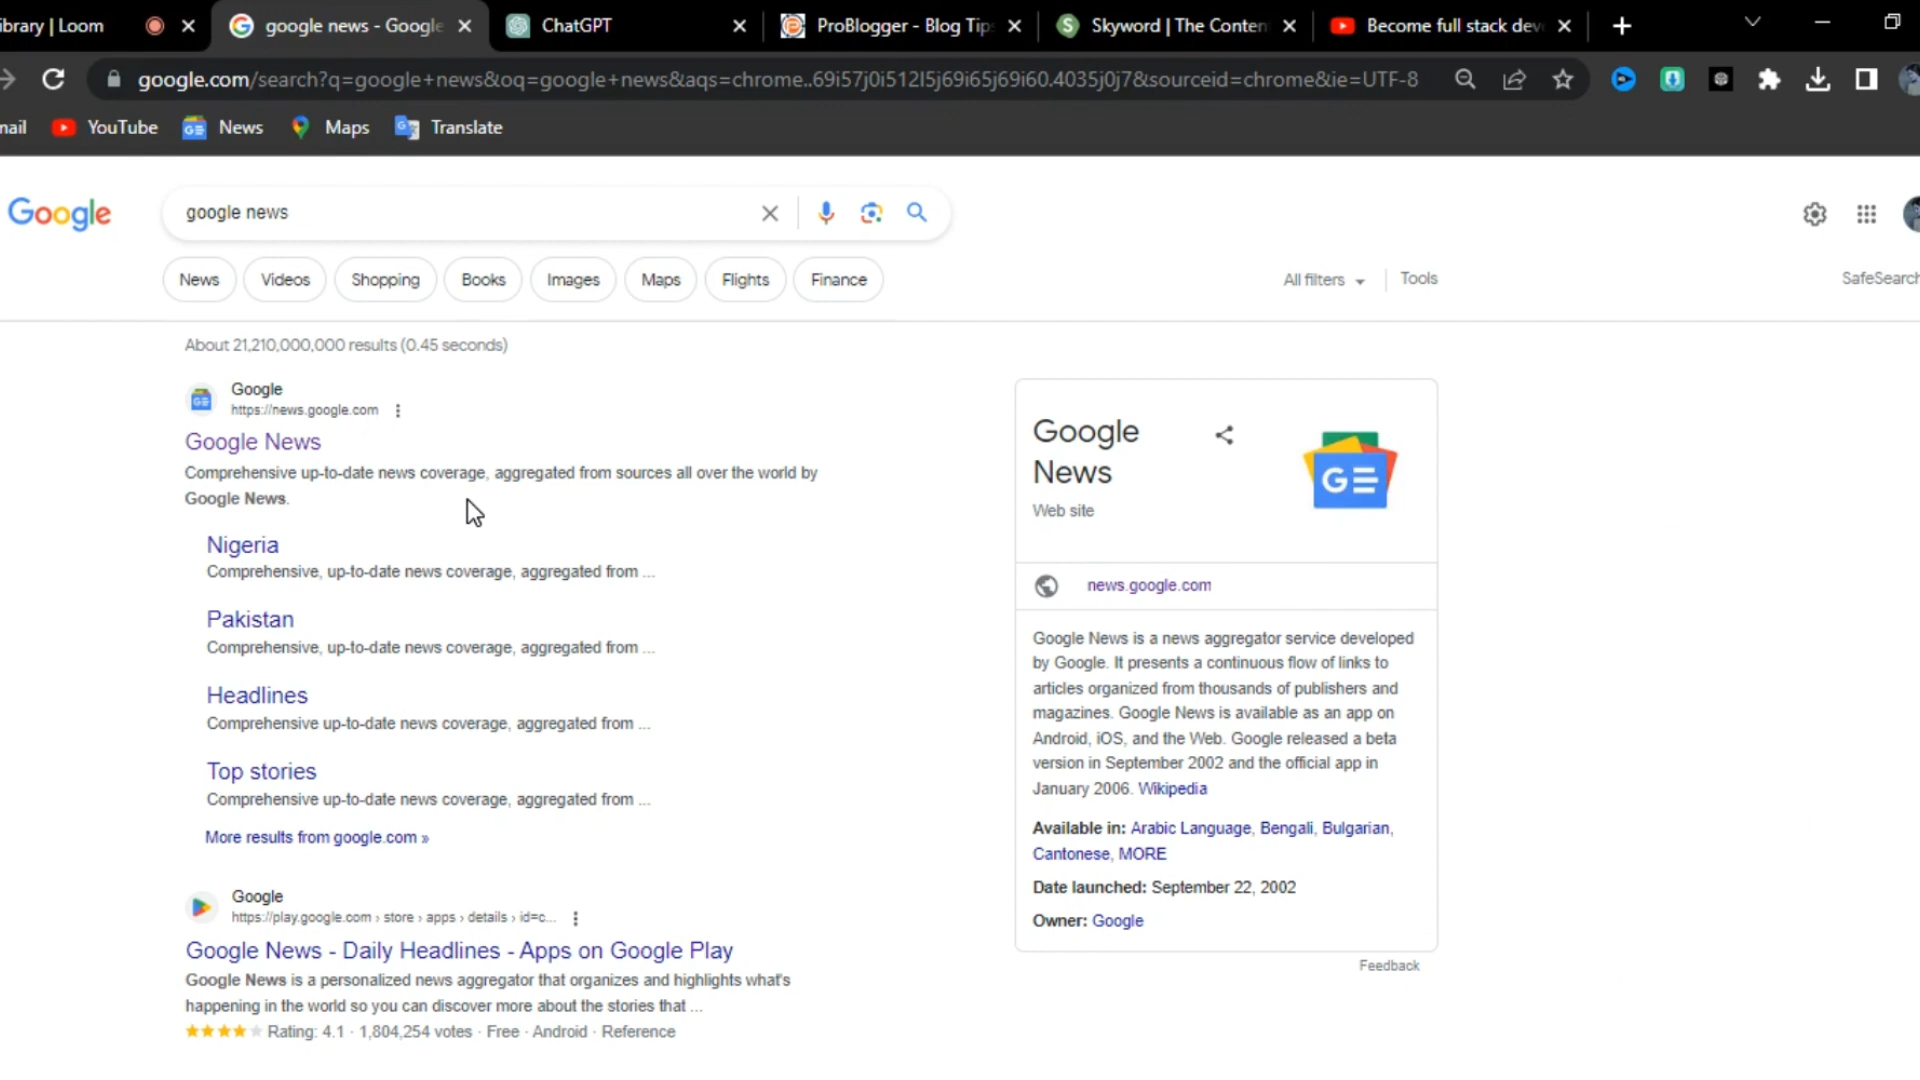 ibrary | Loom
google news - Google
ChatGPT
ProBlogger - Blog Tip
Skyword | The Conten
Become full stack dev
google.com/search?q=google+news&oq=google+news&aqs=chrome..69i57j0i512l5j69i65j69i60.4035j0j7&sourceid=chrome&ie=UTF-8
mail
YouTube
GE News
Maps
Translate
Google
google news
News
Videos
Shopping
Books
Images
Maps
Flights
Finance
All filters
Tools
SafeSearch
About 21,210,000,000 results (0.45 seconds)
Google
https://news.google.com
Google News
Comprehensive up-to-date news coverage, aggregated from sources all over the world by
Google News.
Nigeria
Comprehensive, up-to-date news coverage, aggregated from ...
Pakistan
Comprehensive, up-to-date news coverage, aggregated from ...
Headlines
Comprehensive up-to-date news coverage, aggregated from ...
Top stories
Comprehensive up-to-date news coverage, aggregated from ...
More results from google.com »
Google
https://play.google.com › store › apps › details › id=c...
Google News - Daily Headlines - Apps on Google Play
Google News is a personalized news aggregator that organizes and highlights what's
happening in the world so you can discover more about the stories that ...
Rating: 4.1 · 1,804,254 votes · Free · Android · Reference
Google
News
Web site
GE
news.google.com
Google News is a news aggregator service developed
by Google. It presents a continuous flow of links to
articles organized from thousands of publishers and
magazines. Google News is available as an app on
Android, iOS, and the Web. Google released a beta
version in September 2002 and the official app in
January 2006. Wikipedia
Available in: Arabic Language, Bengali, Bulgarian,
Cantonese, MORE
Date launched: September 22, 2002
Owner: Google
Feedback